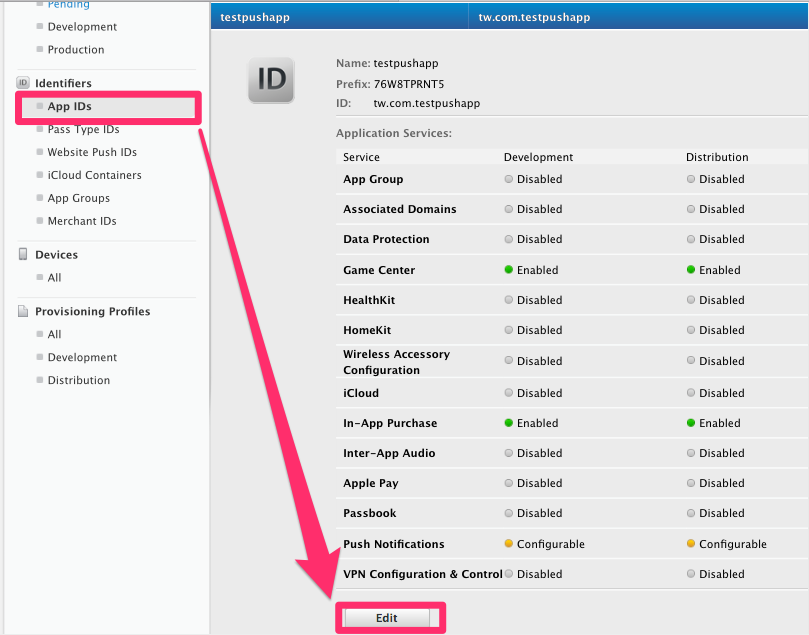 Pending
Development
Production
ID Identifiers
App IDs
Pass Type IDs
Website Push IDs
iCloud Containers
App Groups
Merchant IDs
Devices
All
Provisioning Profiles
All
Development
Distribution
testpushapp tw.com.testpushapp
ID
Name: testpushapp
Prefix: 76W8TPRNT5
ID: tw.com.testpushapp
Application Services:
Service Development Distribution
App Group Disabled Disabled
Associated Domains Disabled Disabled
Data Protection Disabled Disabled
Game Center Enabled Enabled
HealthKit Disabled Disabled
HomeKit Disabled Disabled
Wireless Accessory
Configuration Disabled Disabled
iCloud Disabled Disabled
In-App Purchase Enabled Enabled
Inter-App Audio Disabled Disabled
Apple Pay Disabled Disabled
Passbook Disabled Disabled
Push Notifications Configurable Configurable
VPN Configuration & Control Disabled Disabled
Edit